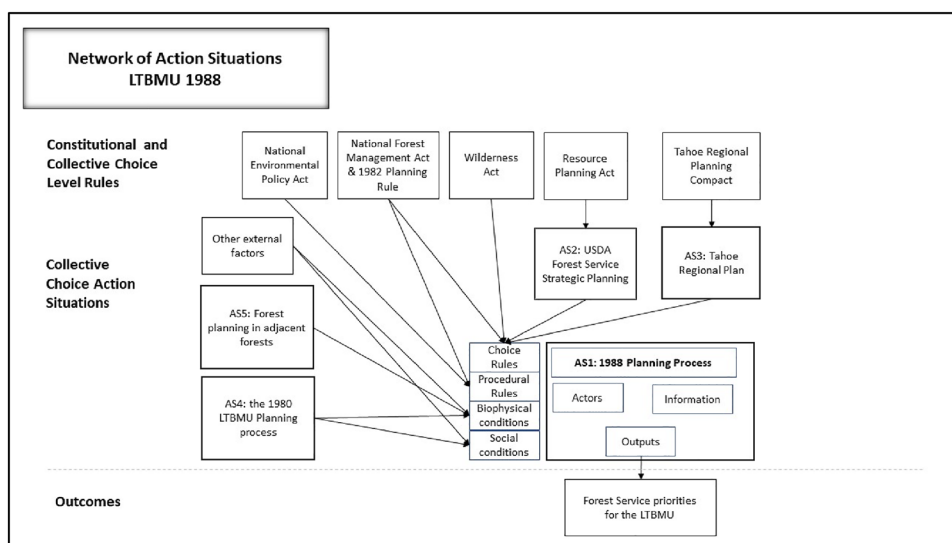 Network of Action Situations
LTBMU 1988
Constitutional and
Collective Choice
Level Rules
National
Environmental
Policy Act
National Forest
Management Act
& 1982 Planning
Rule
Wilderness
Act
Resource
Planning Act
Tahoe Regional
Planning
Compact
Collective
Choice Action
Situations
Other external
factors
AS2: USDA
Forest Service
Strategic Planning
AS3: Tahoe
Regional Plan
AS5: Forest
planning in adjacent
forests
AS4: the 1980
LTBMU Planning
process
Choice
Rules
Procedural
Rules
Biophysical
conditions
Social
conditions
AS1: 1988 Planning Process
Actors
Information
Outputs
Outcomes
Forest Service priorities
for the LTBMU